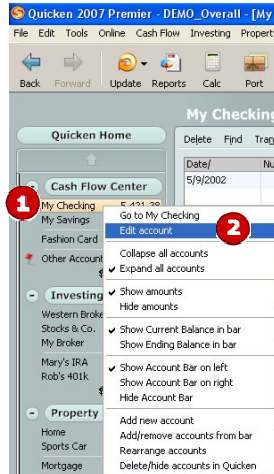 Quicken 2007 Premier - DEMO_Overall - [My
File Edit Tools Online Cash Flow Investing Propert
Back Forward Update Reports Calc Port
My Checking
Quicken Home
Delete Find Tran
Date/ Nu
5/9/2002
Cash Flow Center
1
My Checking 5,421.38
My Savings
Fashion Card
Other Account
Go to My Checking
Edit account
2
Collapse all accounts
Expand all accounts
Show amounts
Hide amounts
Show Current Balance in bar
Show Ending Balance in bar
Show Account Bar on left
Show Account Bar on right
Hide Account Bar
Add new account
Add/remove accounts from bar
Rearrange accounts
Delete/hide accounts in Quicken
Investing
Western Broke
Stocks & Co.
My Broker
Mary's IRA
Rob's 401k
Property
Home
Sports Car
Mortgage